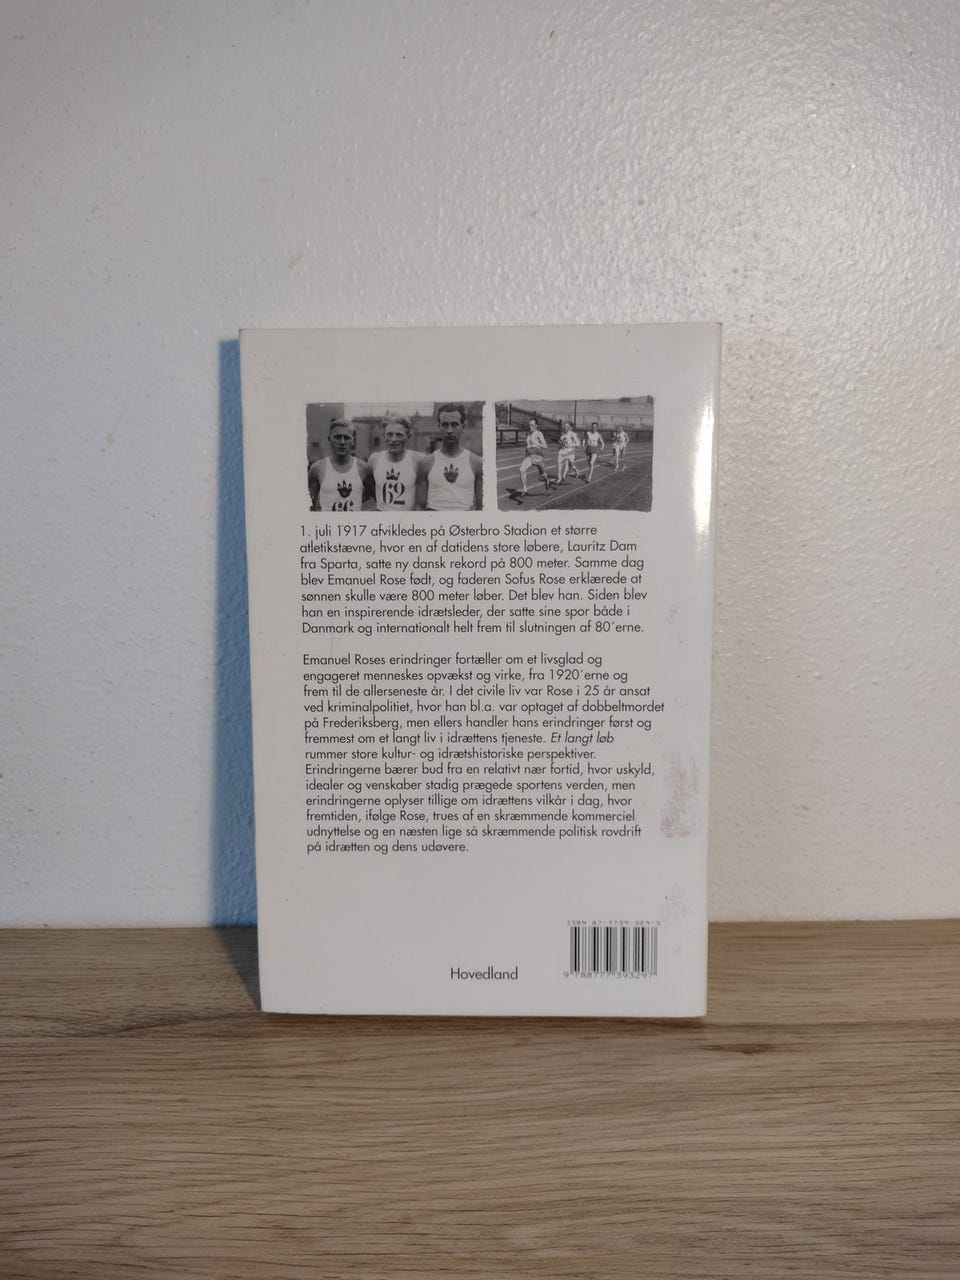 66
62
1. juli 1917 afvikledes på Østerbro Stadion et større
atletikstævne, hvor en af datidens store løbere, Lauritz Dam
fra Sparta, satte ny dansk rekord på 800 meter. Samme dag
blev Emanuel Rose født, og faderen Sofus Rose erklærede at
sønnen skulle være 800 meter løber. Det blev han. Siden blev
han en inspirerende idrætsleder, der satte sine spor både i
Danmark og internationalt helt frem til slutningen af 80´erne.
Emanuel Roses erindringer fortæller om et livsglad og
engageret menneskes opvækst og virke, fra 1920´erne og
frem til de allerseneste år. I det civile liv var Rose i 25 år ansat
ved kriminalpolitiet, hvor han bl.a. var optaget af dobbeltmordet
på Frederiksberg, men ellers handler hans erindringer først og
fremmest om et langt liv i idrættens tjeneste. Et langt løb
rummer store kultur- og idrætshistoriske perspektiver.
Erindringerne bærer bud fra en relativt nær fortid, hvor uskyld,
idealer og venskaber stadig prægede sportens verden, men
erindringerne oplyser tillige om idrættens vilkår i dag, hvor
fremtiden, ifølge Rose, trues af en skræmmende kommerciel
udnyttelse og en næsten lige så skræmmende politisk rovdrift
på idrætten og dens udøvere.
Hovedland
ISBN 87-7739-329-5
9 788777 393297